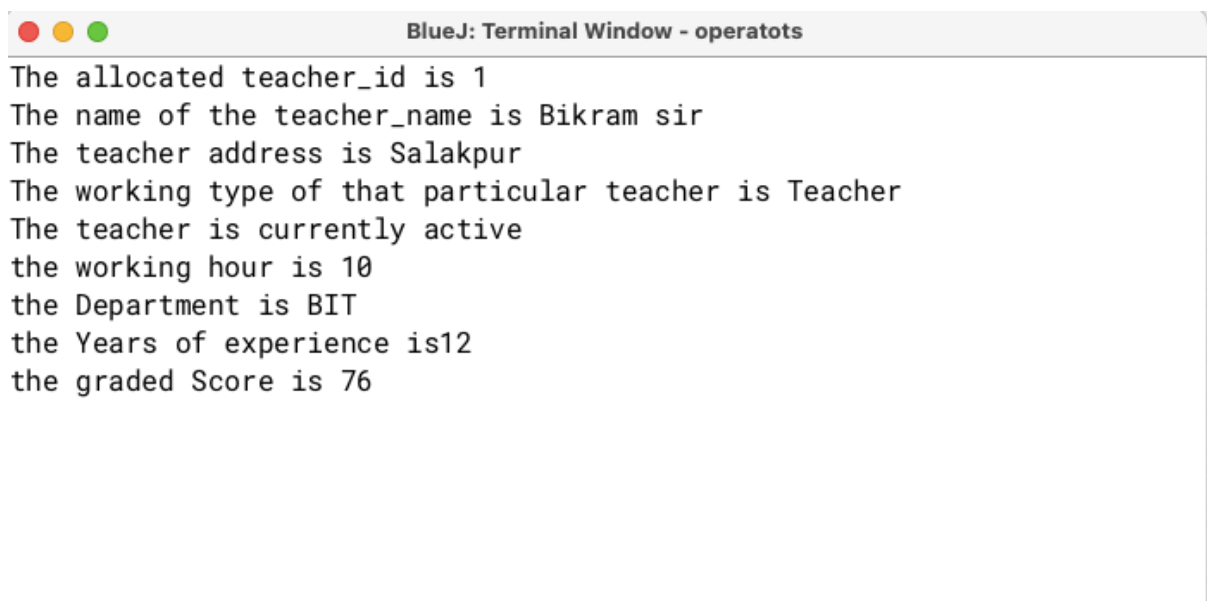 BlueJ: Terminal Window - operatots
The allocated teacher_id is 1
The name of the teacher_name is Bikram sir
The teacher address is Salakpur
The working type of that particular teacher is Teacher
The teacher is currently active
the working hour is 10
the Department is BIT
the Years of experience is12
the graded Score is 76